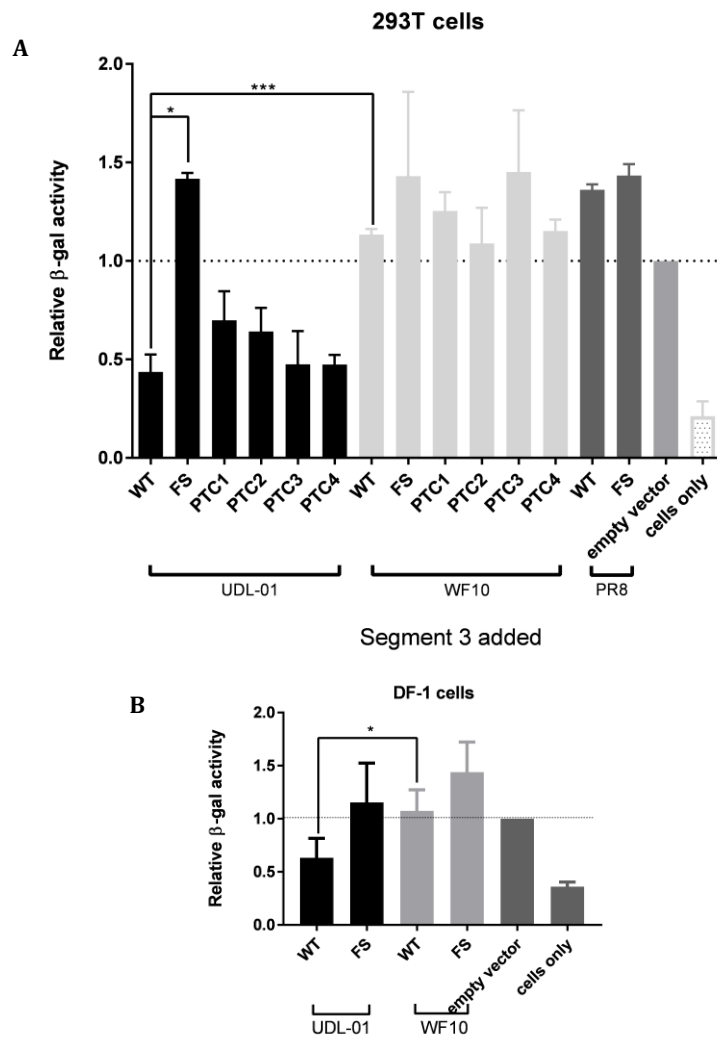 293T cells
A
Relative β-gal activity
2.0
1.5
1.0
0.5
0.0
***
*
WT
FS
PTC1
PTC2
PTC3
PTC4
WT
FS
PTC1
PTC2
PTC3
PTC4
WT
FS
empty vector
cells only
UDL-01
WF10
PR8
Segment 3 added
B
DF-1 cells
Relative β-gal activity
2.0
1.5
1.0
0.5
0.0
*
WT
FS
WT
FS
empty vector
cells only
UDL-01
WF10